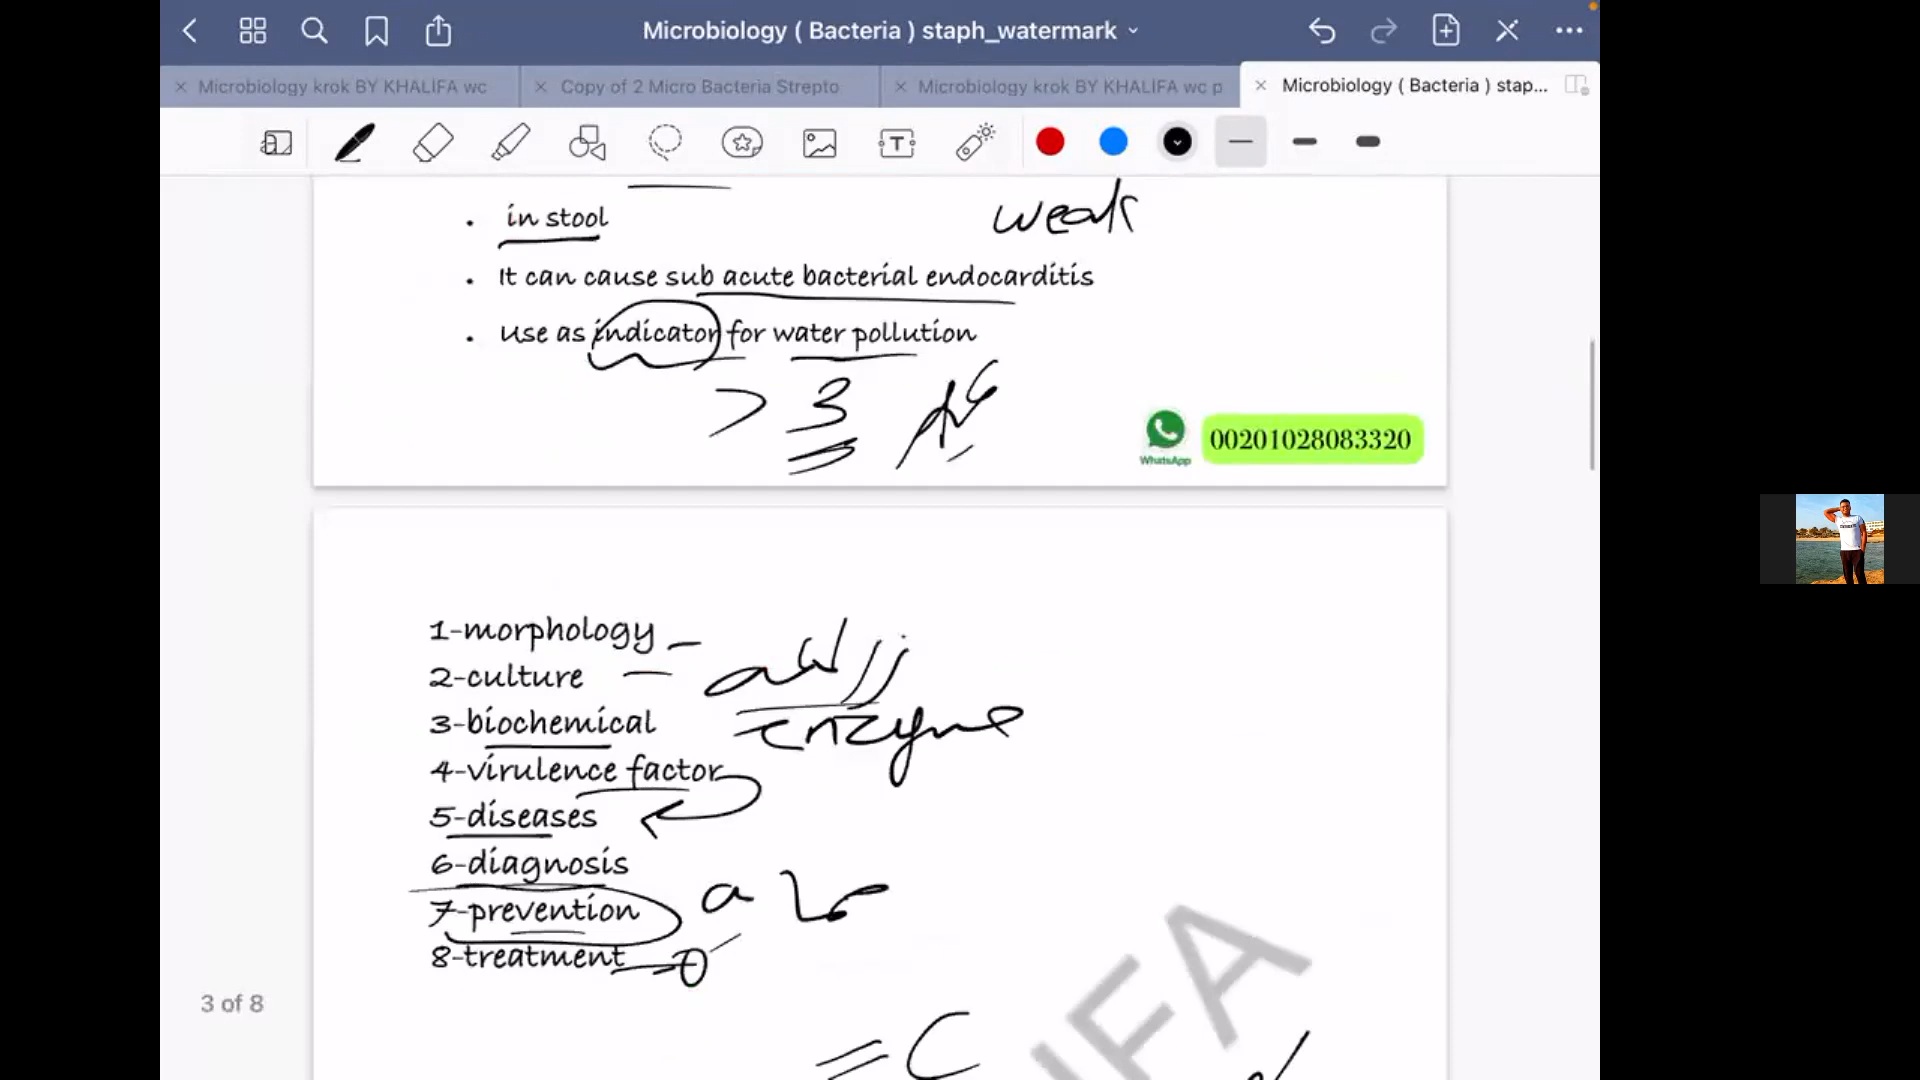 Microbiology ( Bacteria ) staph_watermark
Microbiology krok BY KHALIFA wc
Copy of 2 Micro Bacteria Strepto
Microbiology krok BY KHALIFA wc p
Microbiology ( Bacteria ) stap...
. in stool
weak
. It can cause sub acute bacterial endocarditis
. Use as indicator for water pollution
> 3
WhatsApp
00201028083320
1-morphology
2-culture
3-biochemical
enzyme
4-virulence factor
5-diseases
6-diagnosis
7-prevention
8-treatment
3 of 8
= C
IFA